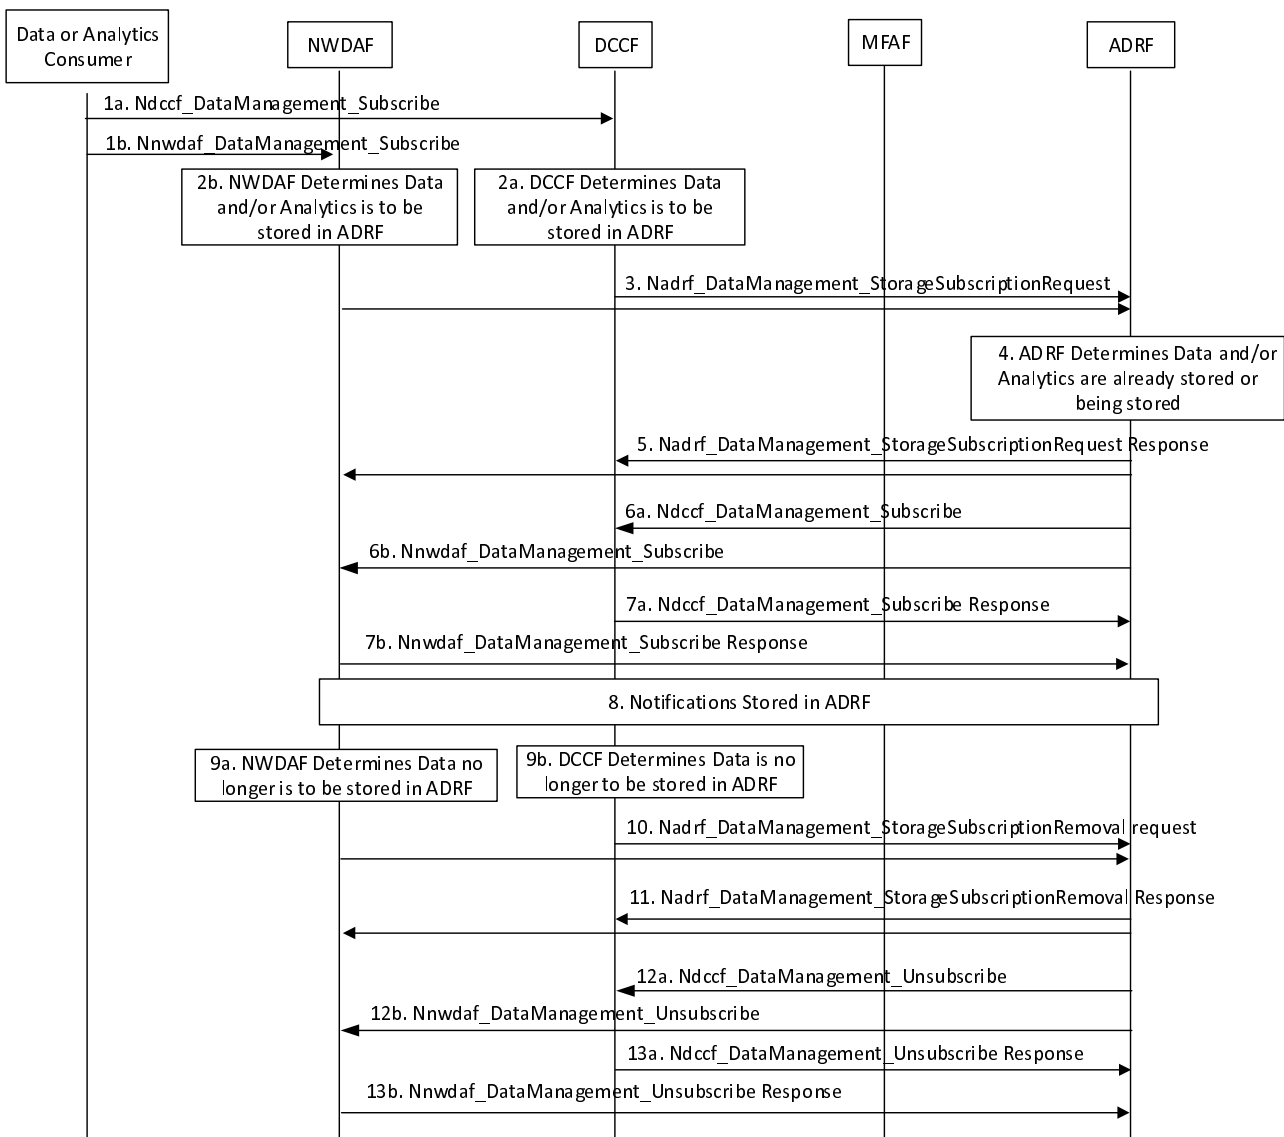 Data or Analytics
Consumer
NWDAF
DCCF
MFAF
ADRF
1a. Ndccf_DataManagement_Subscribe
1b. Nnwdaf_DataManagement_Subscribe
2b. NWDAF Determines Data
and/or Analytics is to be
stored in ADRF
2a. DCCF Determines Data
and/or Analytics is to be
stored in ADRF
3. Nadrf_DataManagement_StorageSubscriptionRequest
4. ADRF Determines Data and/or
Analytics are already stored or
being stored
5. Nadrf_DataManagement_StorageSubscriptionRequest Response
6a. Ndccf_DataManagement_Subscribe
6b. Nnwdaf_DataManagement_Subscribe
7a. Ndccf_DataManagement_Subscribe Response
7b. Nnwdaf_DataManagement_Subscribe Response
8. Notifications Stored in ADRF
9a. NWDAF Determines Data no
longer is to be stored in ADRF
9b. DCCF Determines Data is no
longer to be stored in ADRF
10. Nadrf_DataManagement_StorageSubscriptionRemoval request
11. Nadrf_DataManagement_StorageSubscriptionRemoval Response
12a. Ndccf_DataManagement_Unsubscribe
12b. Nnwdaf_DataManagement_Unsubscribe
13a. Ndccf_DataManagement_Unsubscribe Response
13b. Nnwdaf_DataManagement_Unsubscribe Response